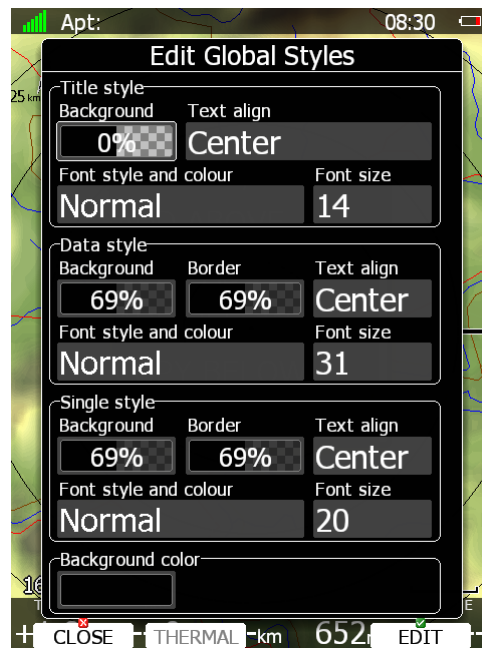 Apt: 08:30
Edit Global Styles
Title style
25 km
Background Text align
0% Center
Font style and colour Font size
Normal 14
Data style
Background Border Text align
69% 69% Center
Font style and colour Font size
Normal 31
Single style
Background Border Text align
69% 69% Center
Font style and colour Font size
Normal 20
Background color
CLOSE THERMAL km 652 EDIT